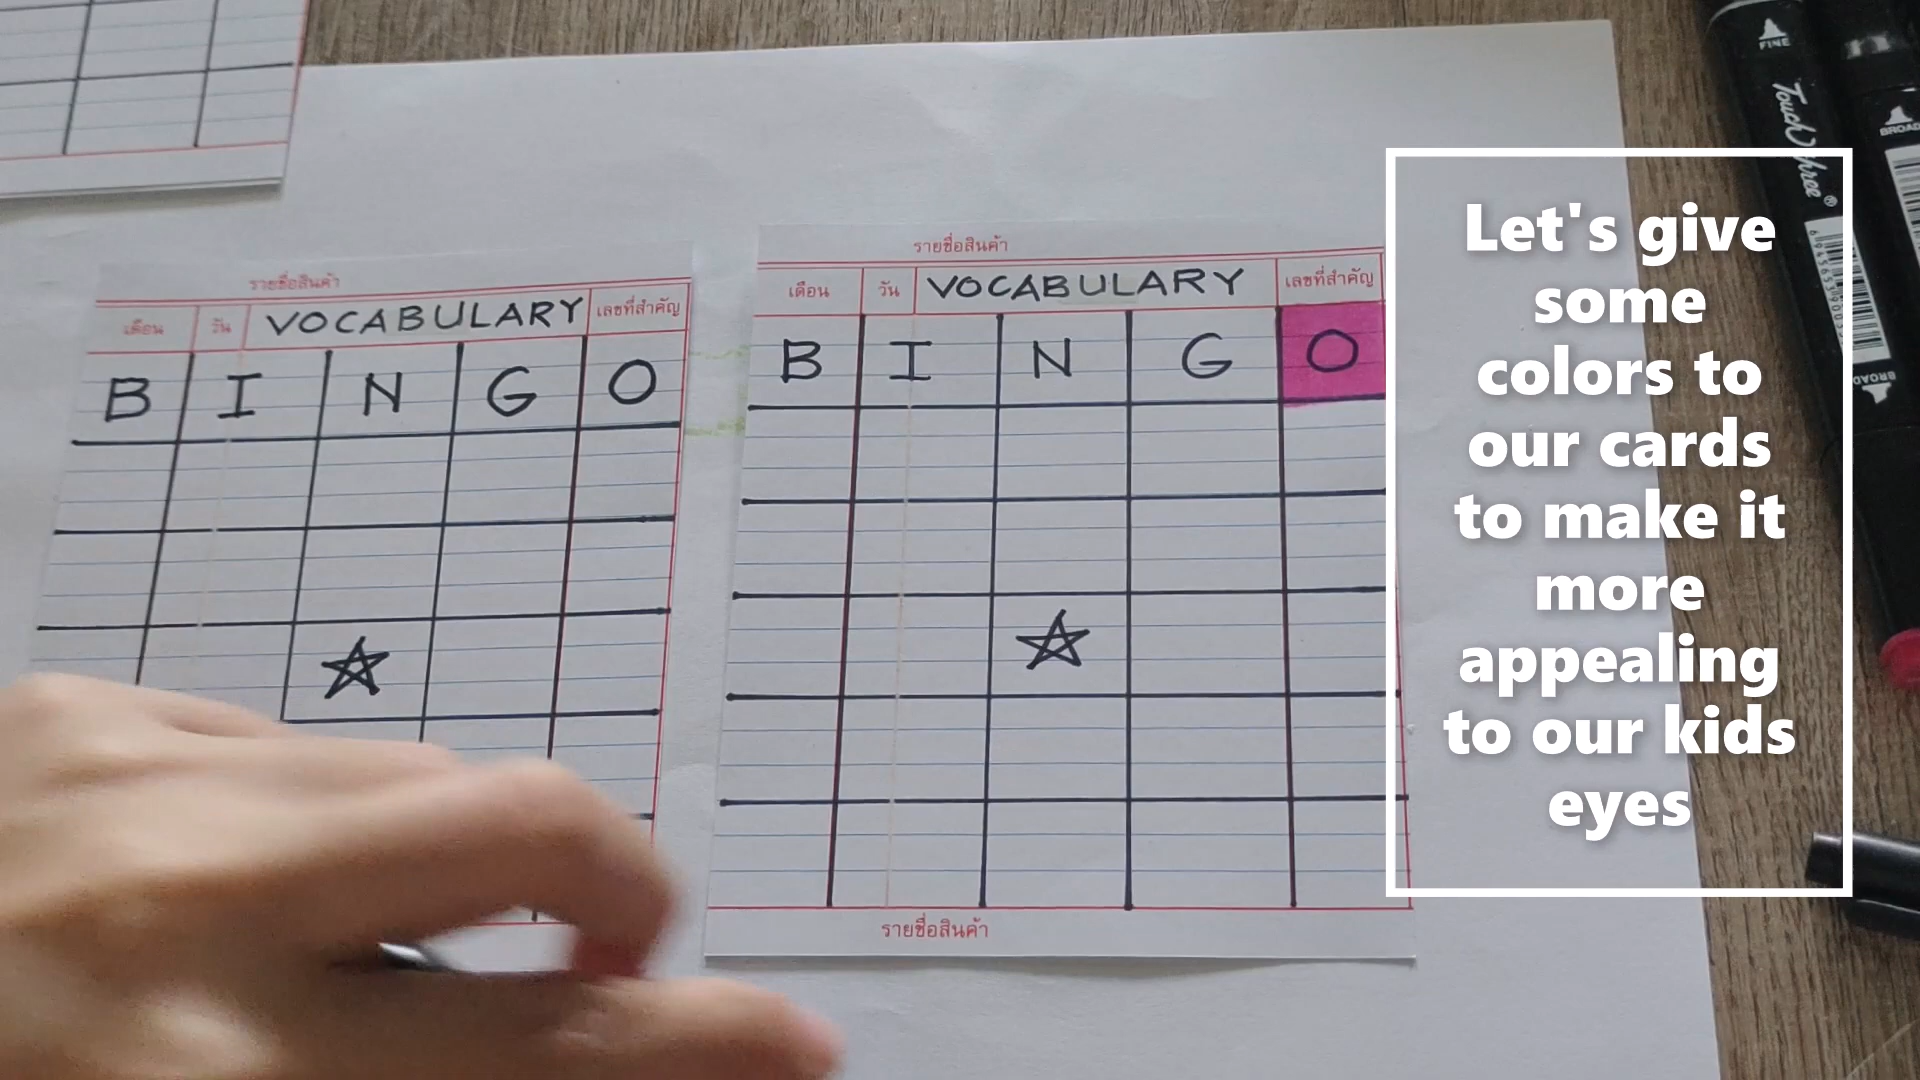 รายชื่อสินค้า
เดือน วัน VOCABULARY เลขที่สำคัญ
B I N G O
รายชื่อสินค้า
เดือน วัน VOCABULARY เลขที่สำคัญ
B I N G O
รายชื่อสินค้า
Let's give
some
colors to
our cards
to make it
more
appealing
to our kids
eyes
FINE
BROAD
BROAD